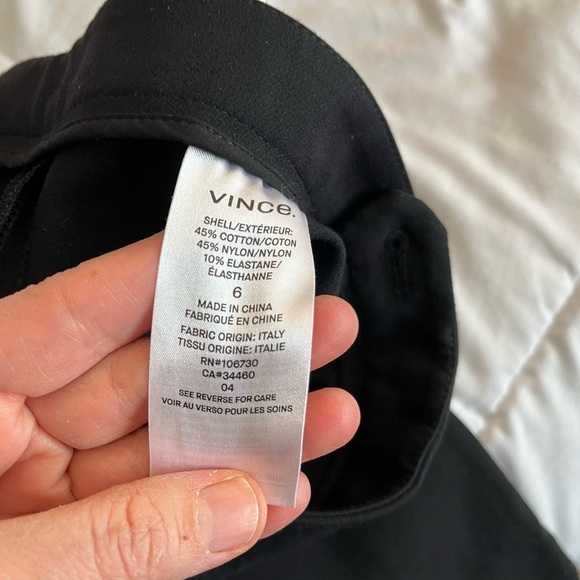 VINCe.
SHELL/EXTÉRIEUR:
45% COTTON/COTON
45% NYLON/NYLON
10% ELASTANE/
ÉLASTHANNE
6
MADE IN CHINA
FABRIQUÉ EN CHINE
FABRIC ORIGIN: ITALY
TISSU ORIGINE: ITALIE
RN#106730
CA#34460
04
SEE REVERSE FOR CARE
VOIR AU VERSO POUR LES SOINS